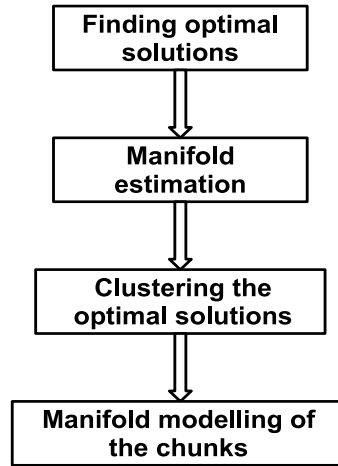 Finding optimal
solutions
Manifold
estimation
Clustering the
optimal solutions
Manifold modelling of
the chunks